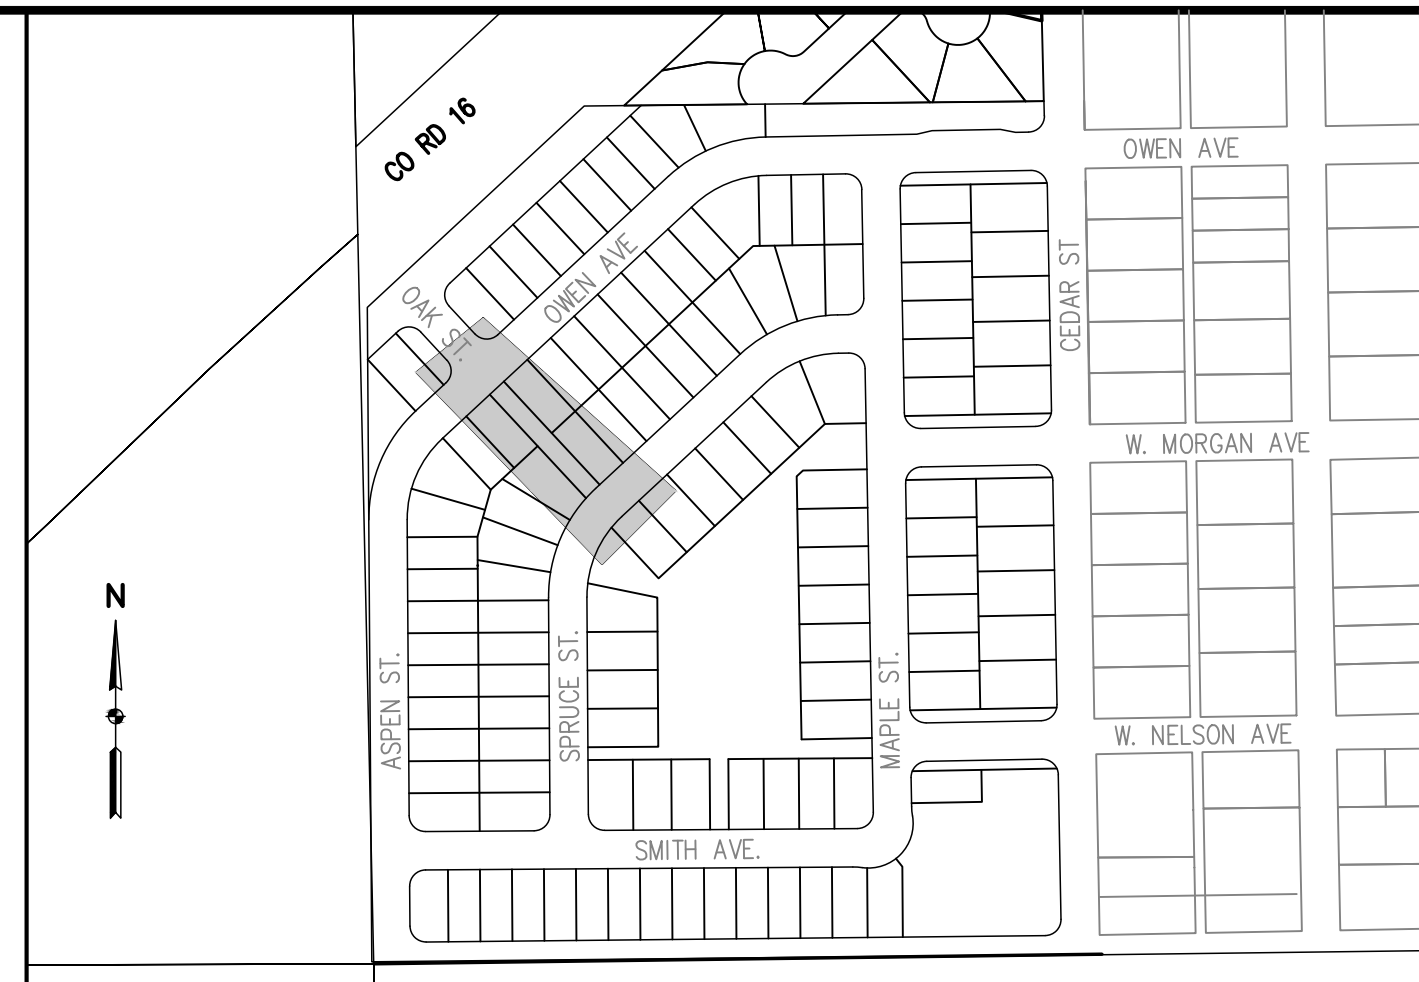 CO RD 16
OWEN AVE
OAK ST.
OWEN AVE
CEDAR ST
W. MORGAN AVE
N
ASPEN ST.
SPRUCE ST.
MAPLE ST.
W. NELSON AVE
SMITH AVE.